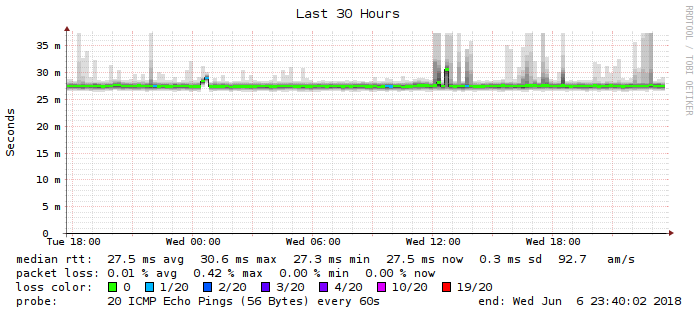 Last 30 Hours
RRDTOOL / TOBI OETIKER
Seconds
35 m
30 m
25 m
20 m
15 m
10 m
5 m
0
Tue 18:00 Wed 00:00 Wed 06:00 Wed 12:00 Wed 18:00
median rtt: 27.5 ms avg 30.6 ms max 27.3 ms min 27.5 ms now 0.3 ms sd 92.7 am/s
packet loss: 0.01 % avg 0.42 % max 0.00 % min 0.00 % now
loss color: 0 1/20 2/20 3/20 4/20 10/20 19/20
probe: 20 ICMP Echo Pings (56 Bytes) every 60s end: Wed Jun 6 23:40:02 2018